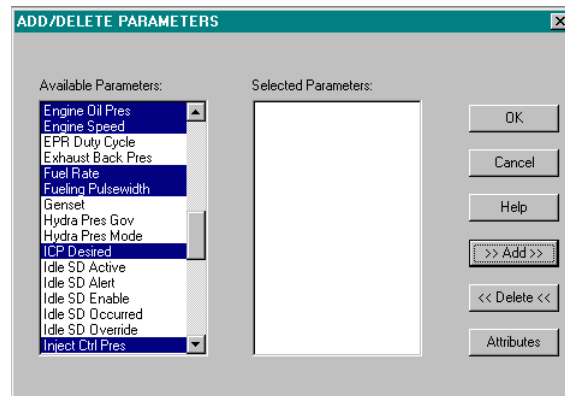 ADD/DELETE PARAMETERS
Available Parameters:
Selected Parameters:
Engine Oil Pres
Engine Speed
EPR Duty Cycle
Exhaust Back Pres
Fuel Rate
Fueling Pulsewidth
Genset
Hydra Pres Gov
Hydra Pres Mode
ICP Desired
Idle SD Active
Idle SD Alert
Idle SD Enable
Idle SD Occurred
Idle SD Override
Inject Ctrl Pres
OK
Cancel
Help
>> Add >>
<< Delete <<
Attributes